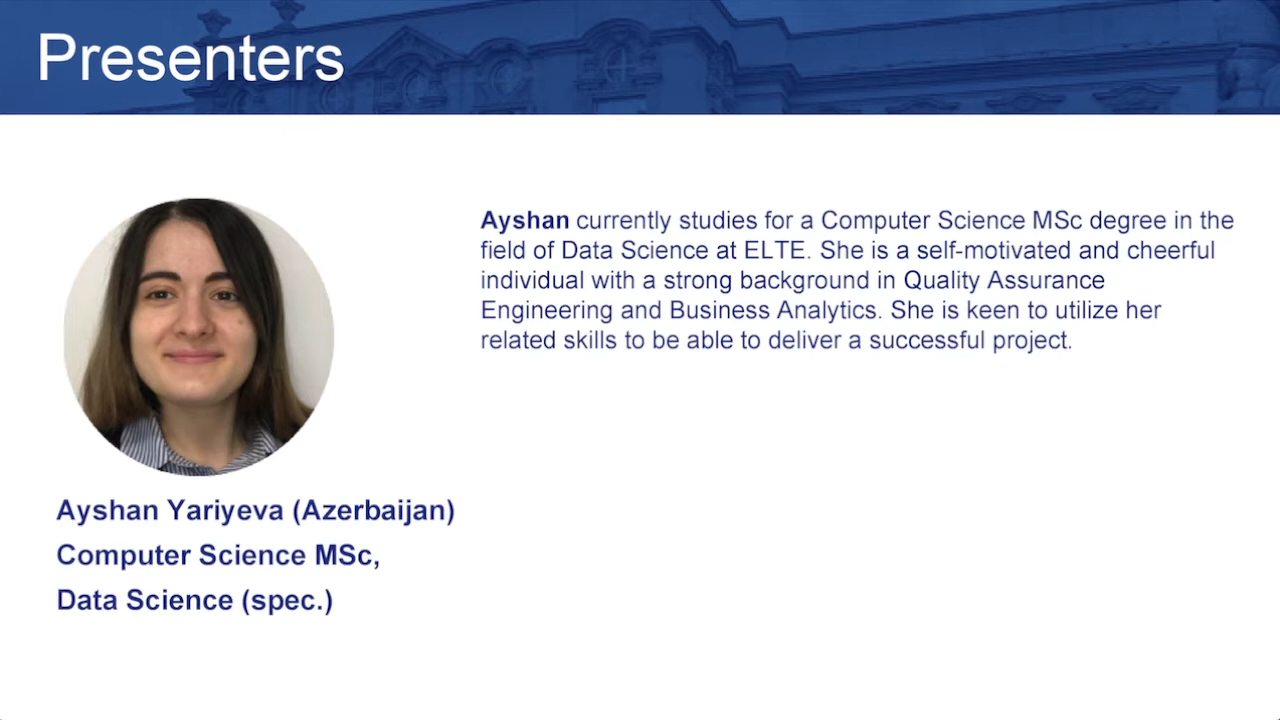 Presenters
Ayshan currently studies for a Computer Science MSc degree in the
field of Data Science at ELTE. She is a self-motivated and cheerful
individual with a strong background in Quality Assurance
Engineering and Business Analytics. She is keen to utilize her
related skills to be able to deliver a successful project.
Ayshan Yariyeva (Azerbaijan)
Computer Science MSc,
Data Science (spec.)